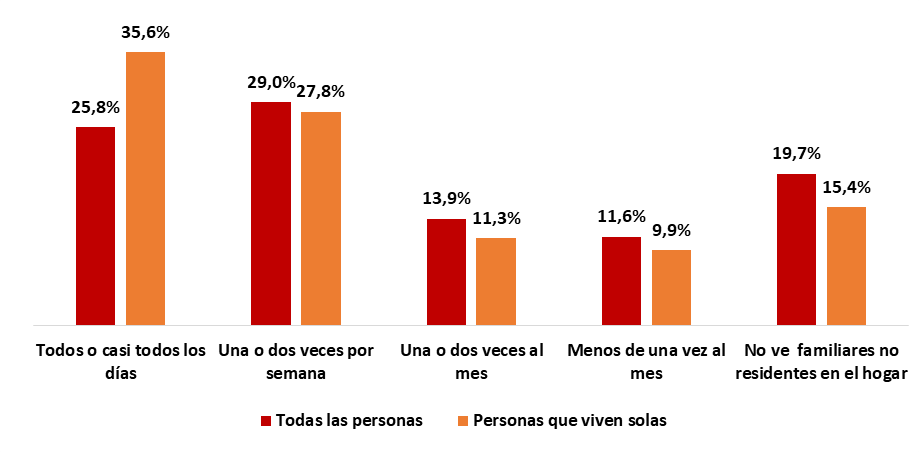 35,6%
25,8%
29,0%
27,8%
13,9%
11,3%
11,6%
9,9%
19,7%
15,4%
Todos o casi todos los
días
Una o dos veces por
semana
Una o dos veces al
mes
Menos de una vez al
mes
No ve  familiares no
residentes en el hogar
Todas las personas
Personas que viven solas